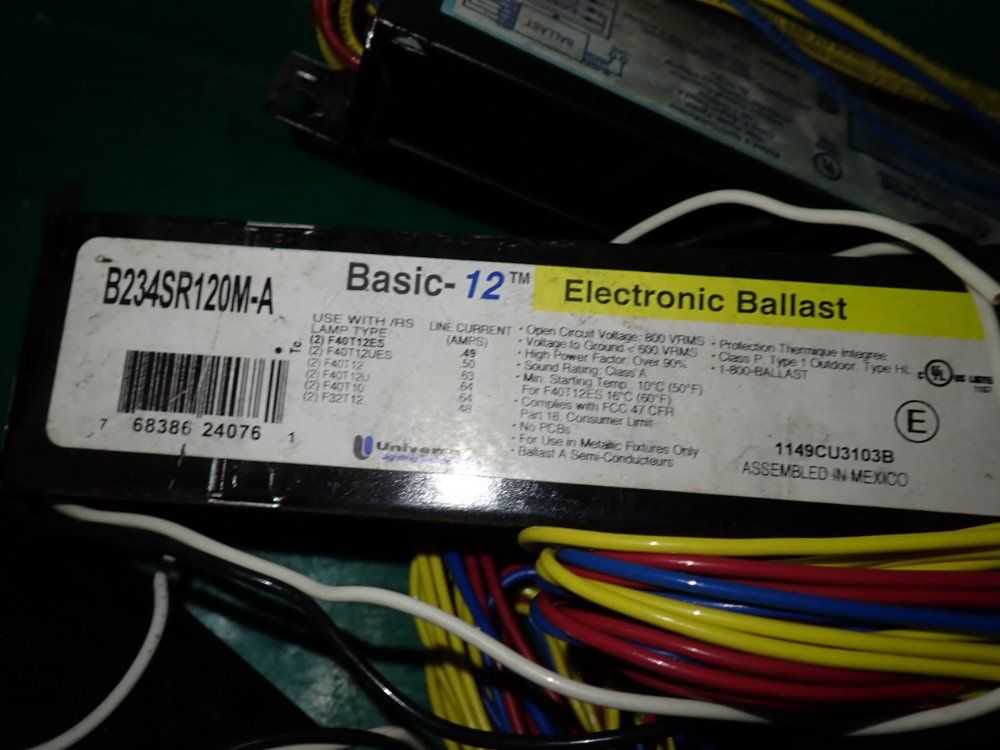 BALLAST
B234SR120M-A
Basic-12™
Electronic Ballast
USE WITH /RS
LAMP TYPE
LINE CURRENT
(AMPS)
(2) F40T12ES .49
(2) F40T12UES 50
(2) F40T12 63
(2) F40T12U 64
(2) F40T10 64
(2) F32T12 48
Tc
• Open Circuit Voltage: 800 VRMS
• Voltage to Ground < 600 VRMS
• High Power Factor: Over 90%
• Sound Rating: Class A
• Min. Starting Temp. 10°C (50°F)
For F40T12ES 16°C (60°F)
• Complies with FCC 47 CFR
Part 18, Consumer Limit
• No PCBs
• For Use in Metallic Fixtures Only
• Ballast A Semi-Conducteurs
• Protection Thermique Integree
• Class P, Type 1 Outdoor, Type HL
• 1-800-BALLAST
C UL US LISTED
E
7 68386 24076 1
1149CU3103B
ASSEMBLED IN MEXICO